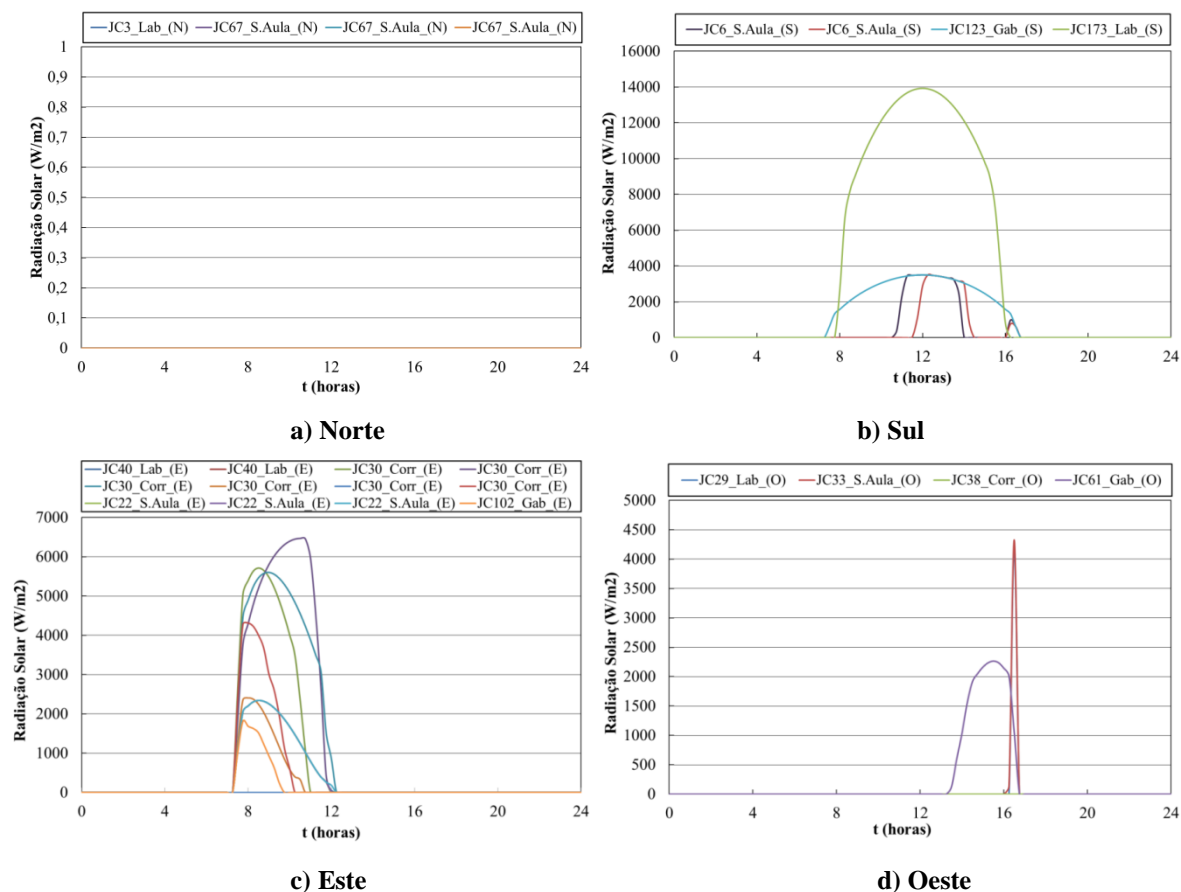 JC3_Lab_(N) JC67_S.Aula_(N) JC67_S.Aula_(N) JC67_S.Aula_(N)
Radiação Solar (W/m2)
1
0,9
0,8
0,7
0,6
0,5
0,4
0,3
0,2
0,1
0
0 4 8 12 16 20 24
t (horas)
a) Norte
JC6_S.Aula_(S) JC6_S.Aula_(S) JC123_Gab_(S) JC173_Lab_(S)
Radiação Solar (W/m2)
16000
14000
12000
10000
8000
6000
4000
2000
0
0 4 8 12 16 20 24
t (horas)
b) Sul
JC40_Lab_(E) JC40_Lab_(E) JC30_Corr_(E) JC30_Corr_(E)
JC30_Corr_(E) JC30_Corr_(E) JC30_Corr_(E) JC30_Corr_(E)
JC22_S.Aula_(E) JC22_S.Aula_(E) JC22_S.Aula_(E) JC102_Gab_(E)
Radiação Solar (W/m2)
7000
6000
5000
4000
3000
2000
1000
0
0 4 8 12 16 20 24
t (horas)
c) Este
JC29_Lab_(O) JC33_S.Aula_(O) JC38_Corr_(O) JC61_Gab_(O)
Radiação Solar (W/m2)
5000
4500
4000
3500
3000
2500
2000
1500
1000
500
0
0 4 8 12 16 20 24
t (horas)
d) Oeste